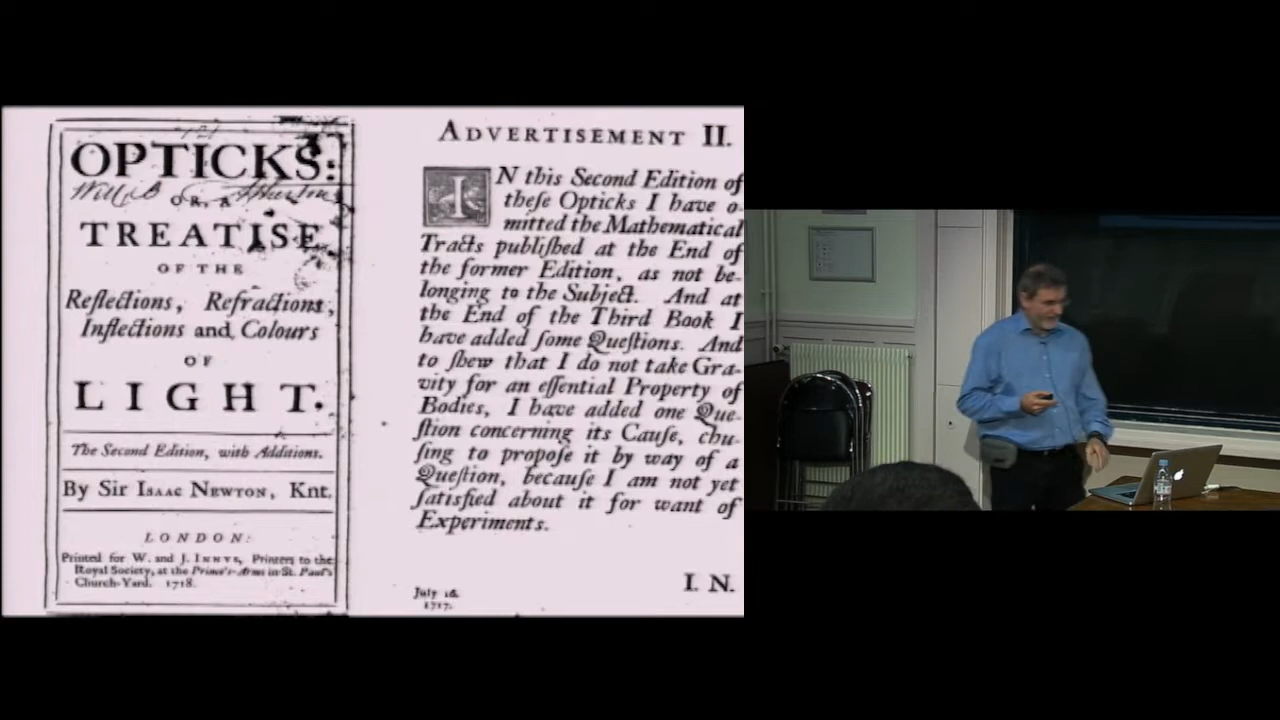 OPTICKS:
OR, A
TREATISE
OF THE
Reflections, Refractions,
Inflections and Colours
OF
LIGHT.
The Second Edition, with Additions.
By Sir ISAAC NEWTON, Knt.
LONDON:
Printed for W. and J. INNYS, Printers to the
Royal Society, at the Prince's-Arms in St. Paul's
Church-Yard. 1718.
ADVERTISEMENT II.
IN this Second Edition of
theſe Opticks I have o-
mitted the Mathematical
Tracts publiſhed at the End of
the former Edition, as not be-
longing to the Subject. And at
the End of the Third Book I
have added ſome Queſtions. And
to ſhew that I do not take Gra-
vity for an eſſential Property of
Bodies, I have added one Que-
ſtion concerning its Cauſe, chu-
ſing to propoſe it by way of a
Queſtion, becauſe I am not yet
ſatisfied about it for want of
Experiments.
I. N.
July 16.
1717.